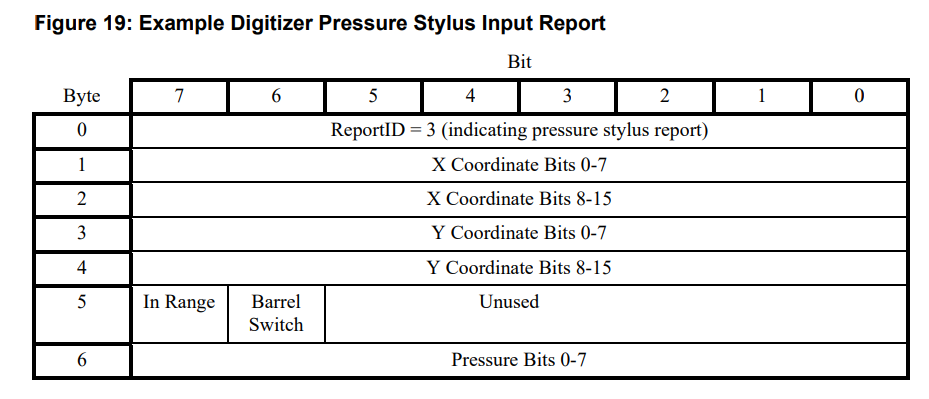 Figure 19: Example Digitizer Pressure Stylus Input Report
Bit
Byte 7 6 5 4 3 2 1 0
0 ReportID = 3 (indicating pressure stylus report)
1 X Coordinate Bits 0-7
2 X Coordinate Bits 8-15
3 Y Coordinate Bits 0-7
4 Y Coordinate Bits 8-15
5 In Range Barrel Unused
Switch
6 Pressure Bits 0-7